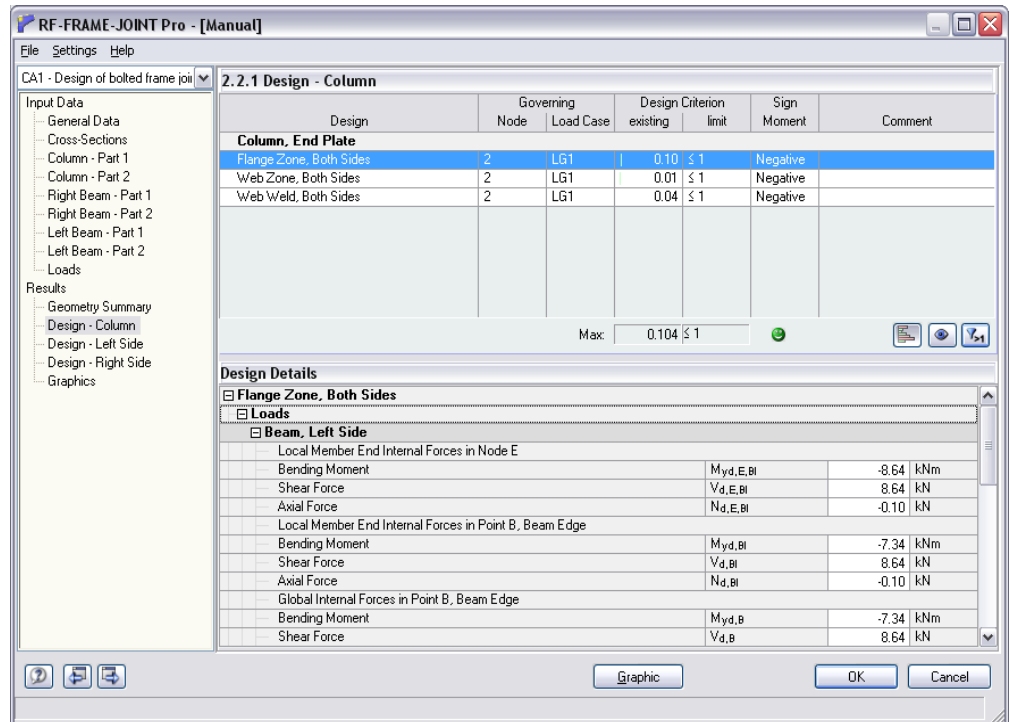 RF-FRAME-JOINT Pro - [Manual]
File Settings Help
CA1 - Design of bolted frame join
2.2.1 Design - Column
Input Data
General Data
Cross-Sections
Column - Part 1
Column - Part 2
Right Beam - Part 1
Right Beam - Part 2
Left Beam - Part 1
Left Beam - Part 2
Loads
Results
Geometry Summary
Design - Column
Design - Left Side
Design - Right Side
Graphics
Governing Design Criterion Sign
Design Node Load Case existing limit Moment Comment
Column, End Plate
Flange Zone, Both Sides 2 LG1 0.10 ≤ 1 Negative
Web Zone, Both Sides 2 LG1 0.01 ≤ 1 Negative
Web Weld, Both Sides 2 LG1 0.04 ≤ 1 Negative
Max: 0.104 ≤ 1
>1
Design Details
Flange Zone, Both Sides
Loads
Beam, Left Side
Local Member End Internal Forces in Node E
Bending Moment Myd,E,Bl -8.64 kNm
Shear Force Vd,E,Bl 8.64 kN
Axial Force Nd,E,Bl -0.10 kN
Local Member End Internal Forces in Point B, Beam Edge
Bending Moment Myd,Bl -7.34 kNm
Shear Force Vd,Bl 8.64 kN
Axial Force Nd,Bl -0.10 kN
Global Internal Forces in Point B, Beam Edge
Bending Moment Myd,B -7.34 kNm
Shear Force Vd,B 8.64 kN
Graphic OK Cancel